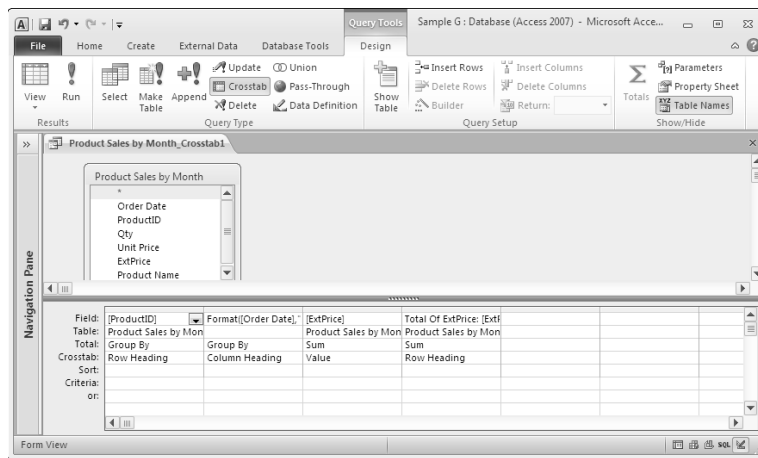 A Query Tools Sample G : Database (Access 2007) - Microsoft Acce...
File Home Create External Data Database Tools Design
View
Run
Results
Select
Make Table
Append
Update
Crosstab
Delete
Union
Pass-Through
Data Definition
Query Type
Show Table
Insert Rows
Delete Rows
Builder
Insert Columns
Delete Columns
Return:
Query Setup
Totals
Parameters
Property Sheet
Table Names
Show/Hide
Product Sales by Month_Crosstab1
Navigation Pane
Product Sales by Month
*
Order Date
ProductID
Qty
Unit Price
ExtPrice
Product Name
Field: [ProductID] Format([Order Date]," [ExtPrice] Total Of ExtPrice: [ExtP
Table: Product Sales by Mon Product Sales by Mon Product Sales by Mon
Total: Group By Group By Sum Sum
Crosstab: Row Heading Column Heading Value Row Heading
Sort:
Criteria:
or:
Form View SQL